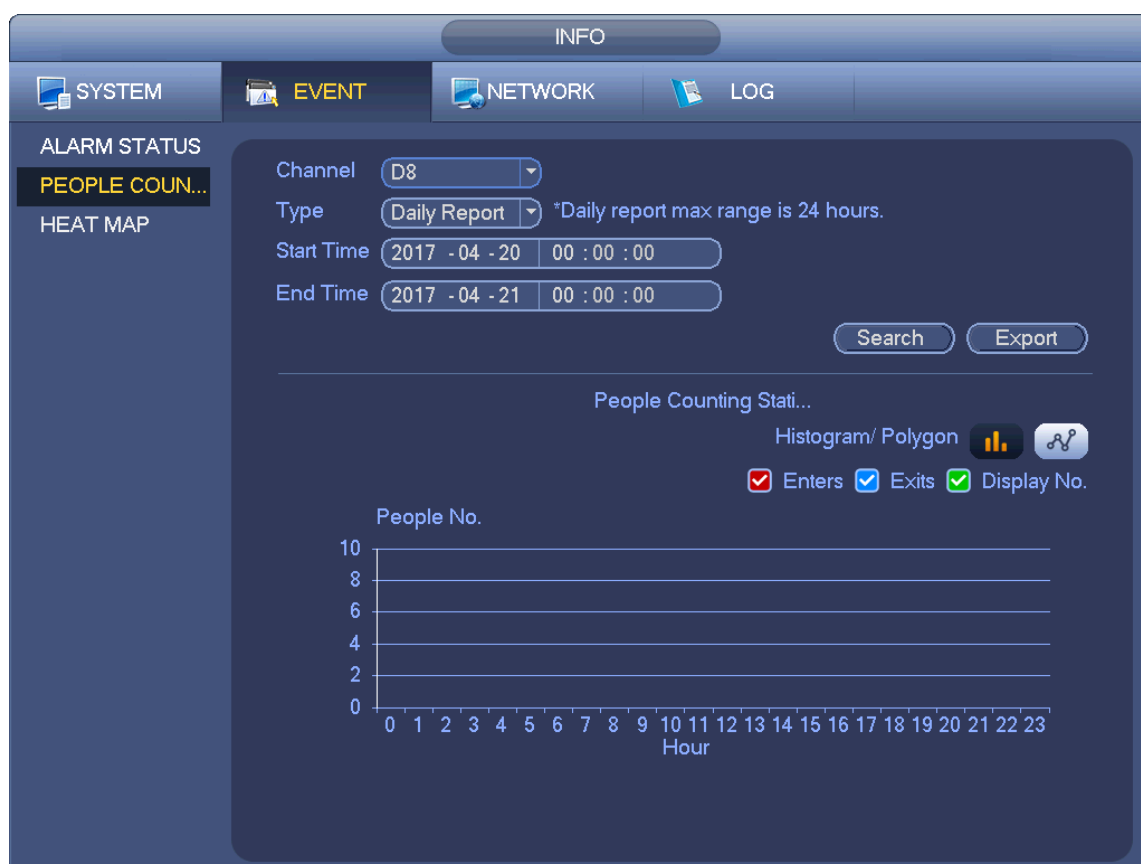 INFO
SYSTEM EVENT NETWORK LOG
ALARM STATUS
PEOPLE COUN...
HEAT MAP
Channel D8
Type Daily Report *Daily report max range is 24 hours.
Start Time 2017 - 04 - 20 00 : 00 : 00
End Time 2017 - 04 - 21 00 : 00 : 00
Search Export
People Counting Stati...
Histogram/ Polygon
Enters Exits Display No.
People No.
10
8
6
4
2
0
0 1 2 3 4 5 6 7 8 9 10 11 12 13 14 15 16 17 18 19 20 21 22 23
Hour